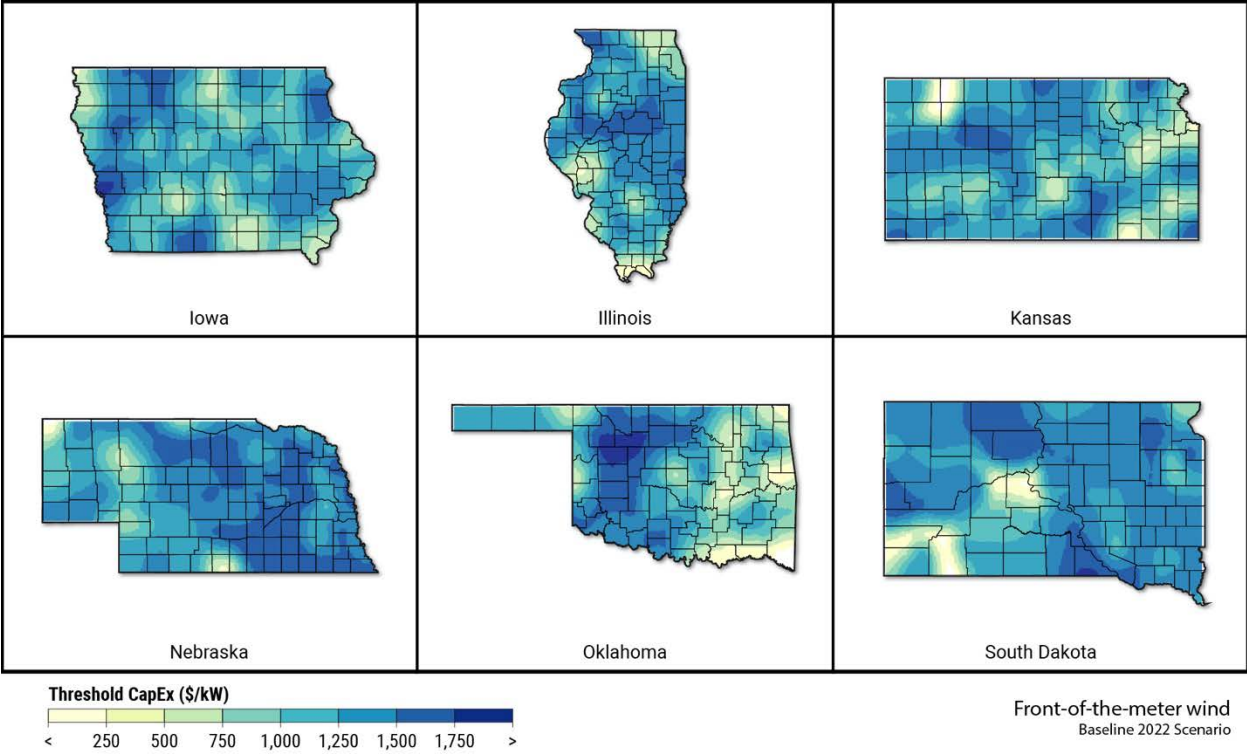 Iowa
Illinois
Kansas
Nebraska
Oklahoma
South Dakota
Threshold CapEx ($/kW)
< 250 500 750 1,000 1,250 1,500 1,750 >
Front-of-the-meter wind
Baseline 2022 Scenario